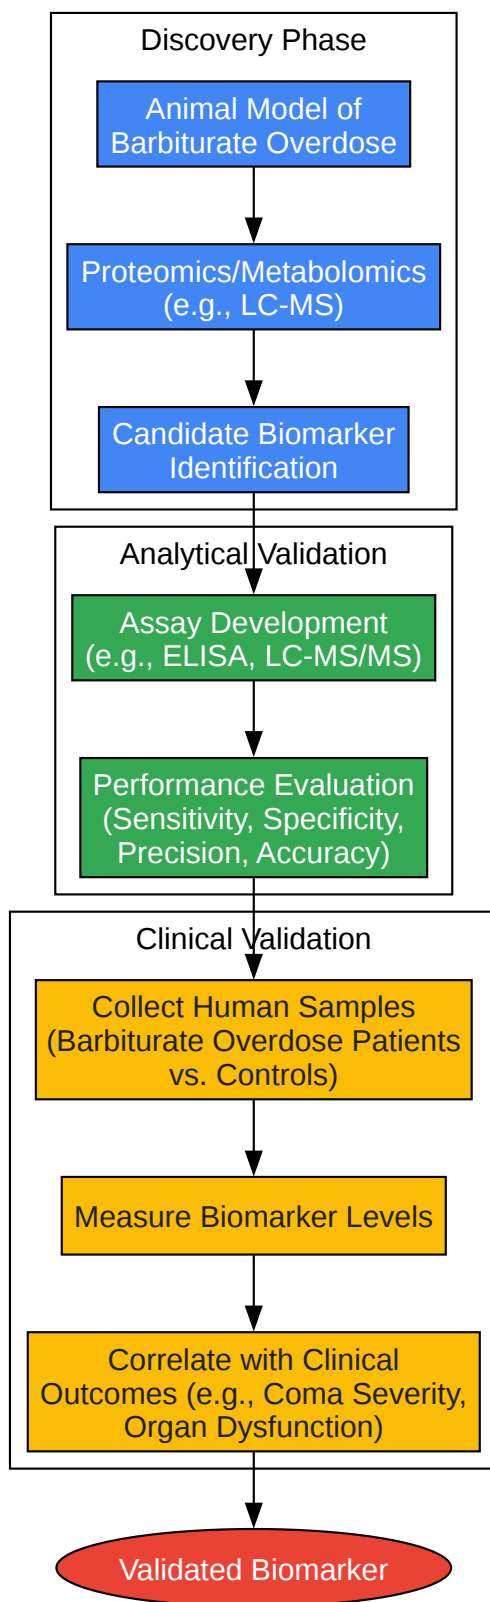 Discovery Phase
Animal Model of
Barbiturate Overdose
Proteomics/Metabolomics
(e.g., LC-MS)
Candidate Biomarker
Identification
Analytical Validation
Assay Development
(e.g., ELISA, LC-MS/MS)
Performance Evaluation
(Sensitivity, Specificity,
Precision, Accuracy)
Clinical Validation
Collect Human Samples
(Barbiturate Overdose Patients
vs. Controls)
Measure Biomarker Levels
Correlate with Clinical
Outcomes (e.g., Coma Severity,
Organ Dysfunction)
Validated Biomarker